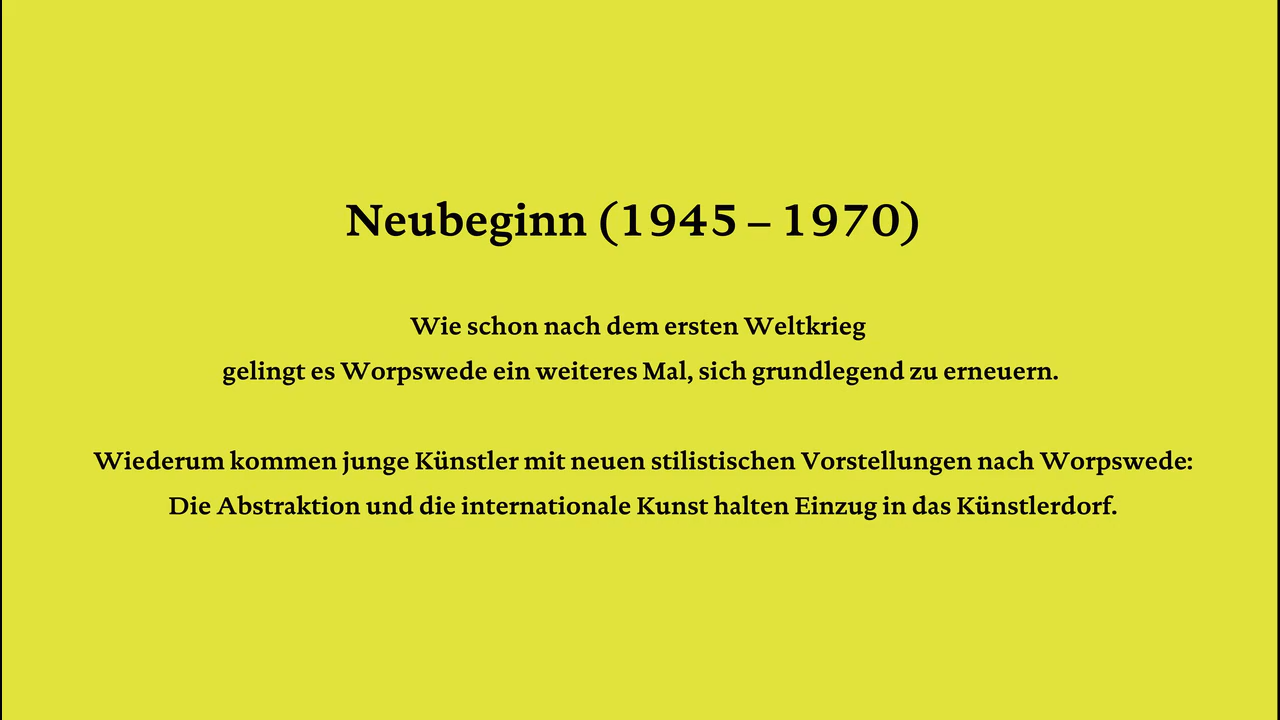 Neubeginn (1945 – 1970)
Wie schon nach dem ersten Weltkrieg
gelingt es Worpswede ein weiteres Mal, sich grundlegend zu erneuern.
Wiederum kommen junge Künstler mit neuen stilistischen Vorstellungen nach Worpswede:
Die Abstraktion und die internationale Kunst halten Einzug in das Künstlerdorf.